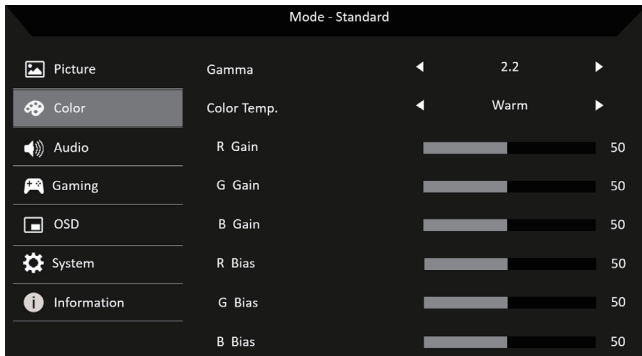 Mode - Standard
Picture
Color
Audio
Gaming
OSD
System
Information
Gamma 2.2
Color Temp. Warm
R Gain 50
G Gain 50
B Gain 50
R Bias 50
G Bias 50
B Bias 50